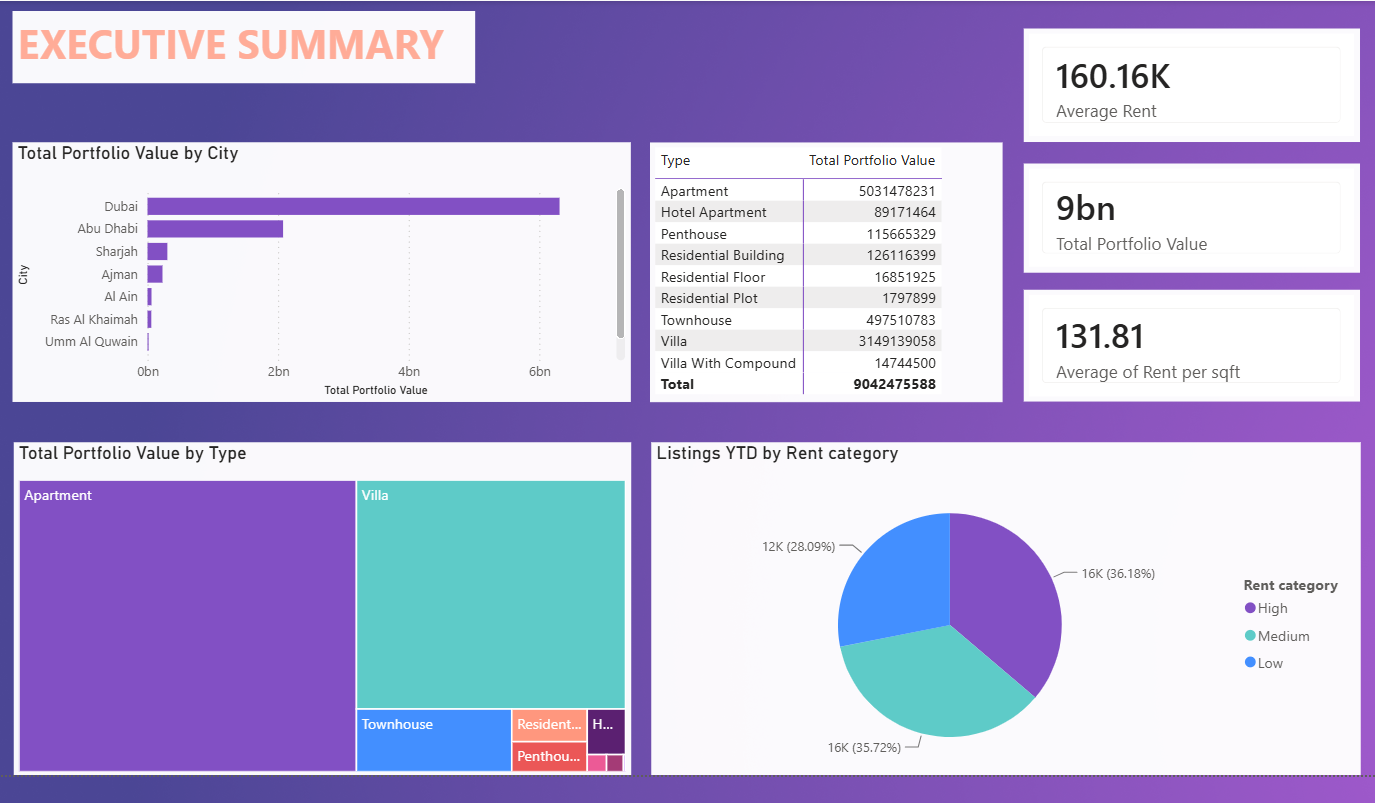 EXECUTIVE SUMMARY
160.16K
Average Rent
9bn
Total Portfolio Value
131.81
Average of Rent per sqft
Total Portfolio Value by City
City
Dubai
Abu Dhabi
Sharjah
Ajman
Al Ain
Ras Al Khaimah
Umm Al Quwain
0bn 2bn 4bn 6bn
Total Portfolio Value
Type Total Portfolio Value
Apartment 5031478231
Hotel Apartment 89171464
Penthouse 115665329
Residential Building 126116399
Residential Floor 16851925
Residential Plot 1797899
Townhouse 497510783
Villa 3149139058
Villa With Compound 14744500
Total 9042475588
Total Portfolio Value by Type
Apartment
Villa
Townhouse
Resident...
Penthou...
H...
Listings YTD by Rent category
12K (28.09%)
16K (36.18%)
16K (35.72%)
Rent category
High
Medium
Low